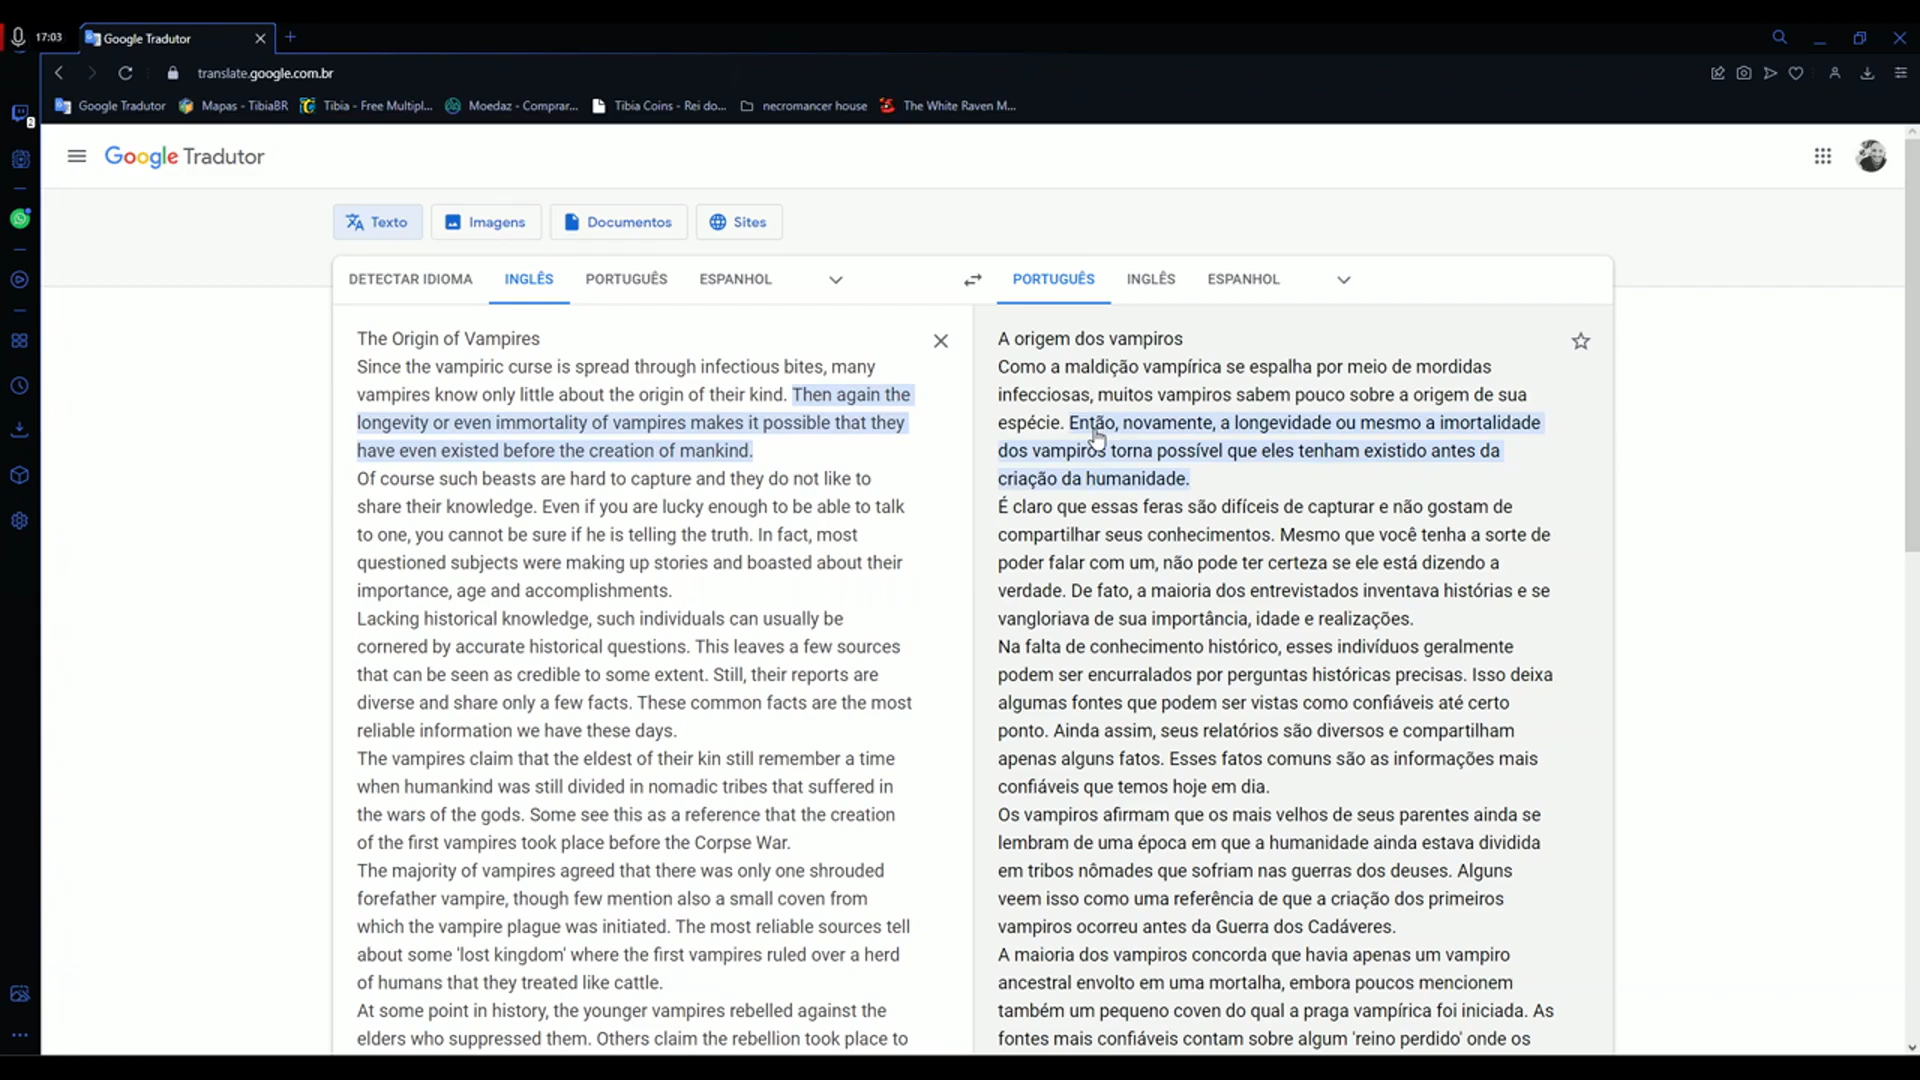 17:03
Google Tradutor
translate.google.com.br
Google Tradutor
Mapas - TibiaBR
Tibia - Free Multipl...
Moedaz - Comprar...
Tibia Coins - Rei do...
necromancer house
The White Raven M...
2
Google Tradutor
Texto
Imagens
Documentos
Sites
DETECTAR IDIOMA
INGLÊS
PORTUGUÊS
ESPANHOL
PORTUGUÊS
INGLÊS
ESPANHOL
The Origin of Vampires
Since the vampiric curse is spread through infectious bites, many
vampires know only little about the origin of their kind. Then again the
longevity or even immortality of vampires makes it possible that they
have even existed before the creation of mankind.
Of course such beasts are hard to capture and they do not like to
share their knowledge. Even if you are lucky enough to be able to talk
to one, you cannot be sure if he is telling the truth. In fact, most
questioned subjects were making up stories and boasted about their
importance, age and accomplishments.
Lacking historical knowledge, such individuals can usually be
cornered by accurate historical questions. This leaves a few sources
that can be seen as credible to some extent. Still, their reports are
diverse and share only a few facts. These common facts are the most
reliable information we have these days.
The vampires claim that the eldest of their kin still remember a time
when humankind was still divided in nomadic tribes that suffered in
the wars of the gods. Some see this as a reference that the creation
of the first vampires took place before the Corpse War.
The majority of vampires agreed that there was only one shrouded
forefather vampire, though few mention also a small coven from
which the vampire plague was initiated. The most reliable sources tell
about some 'lost kingdom' where the first vampires ruled over a herd
of humans that they treated like cattle.
At some point in history, the younger vampires rebelled against the
elders who suppressed them. Others claim the rebellion took place to
A origem dos vampiros
Como a maldição vampírica se espalha por meio de mordidas
infecciosas, muitos vampiros sabem pouco sobre a origem de sua
espécie. Então, novamente, a longevidade ou mesmo a imortalidade
dos vampiros torna possível que eles tenham existido antes da
criação da humanidade.
É claro que essas feras são difíceis de capturar e não gostam de
compartilhar seus conhecimentos. Mesmo que você tenha a sorte de
poder falar com um, não pode ter certeza se ele está dizendo a
verdade. De fato, a maioria dos entrevistados inventava histórias e se
vangloriava de sua importância, idade e realizações.
Na falta de conhecimento histórico, esses indivíduos geralmente
podem ser encurralados por perguntas históricas precisas. Isso deixa
algumas fontes que podem ser vistas como confiáveis até certo
ponto. Ainda assim, seus relatórios são diversos e compartilham
apenas alguns fatos. Esses fatos comuns são as informações mais
confiáveis que temos hoje em dia.
Os vampiros afirmam que os mais velhos de seus parentes ainda se
lembram de uma época em que a humanidade ainda estava dividida
em tribos nômades que sofriam nas guerras dos deuses. Alguns
veem isso como uma referência de que a criação dos primeiros
vampiros ocorreu antes da Guerra dos Cadáveres.
A maioria dos vampiros concorda que havia apenas um vampiro
ancestral envolto em uma mortalha, embora poucos mencionem
também um pequeno coven do qual a praga vampírica foi iniciada. As
fontes mais confiáveis contam sobre algum 'reino perdido' onde os